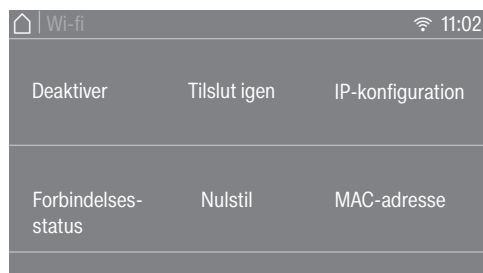 Wi-fi 11:02
Deaktiver Tilslut igen IP-konfiguration
Forbindelses- Nulstil MAC-adresse
status